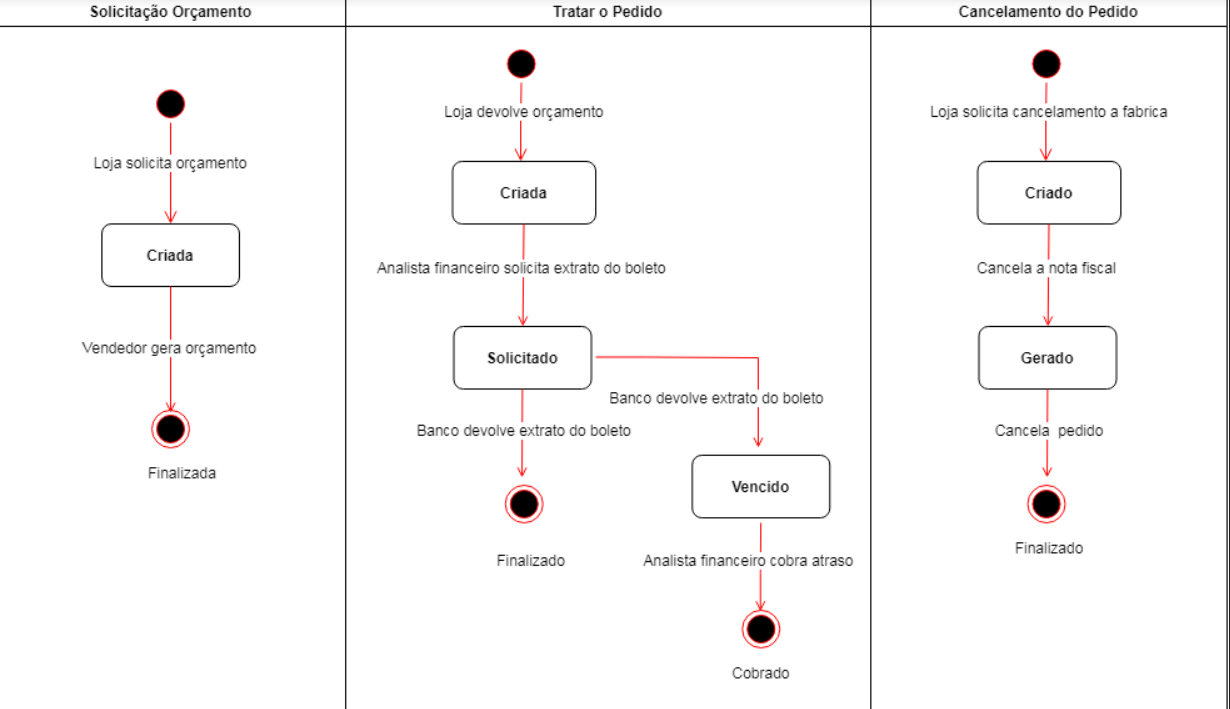 Solicitação Orçamento
Loja solicita orçamento
Criada
Vendedor gera orçamento
Finalizada
Tratar o Pedido
Loja devolve orçamento
Criada
Analista financeiro solicita extrato do boleto
Solicitado
Banco devolve extrato do boleto
Finalizado
Banco devolve extrato do boleto
Vencido
Analista financeiro cobra atraso
Cobrado
Cancelamento do Pedido
Loja solicita cancelamento a fabrica
Criado
Cancela a nota fiscal
Gerado
Cancela pedido
Finalizado